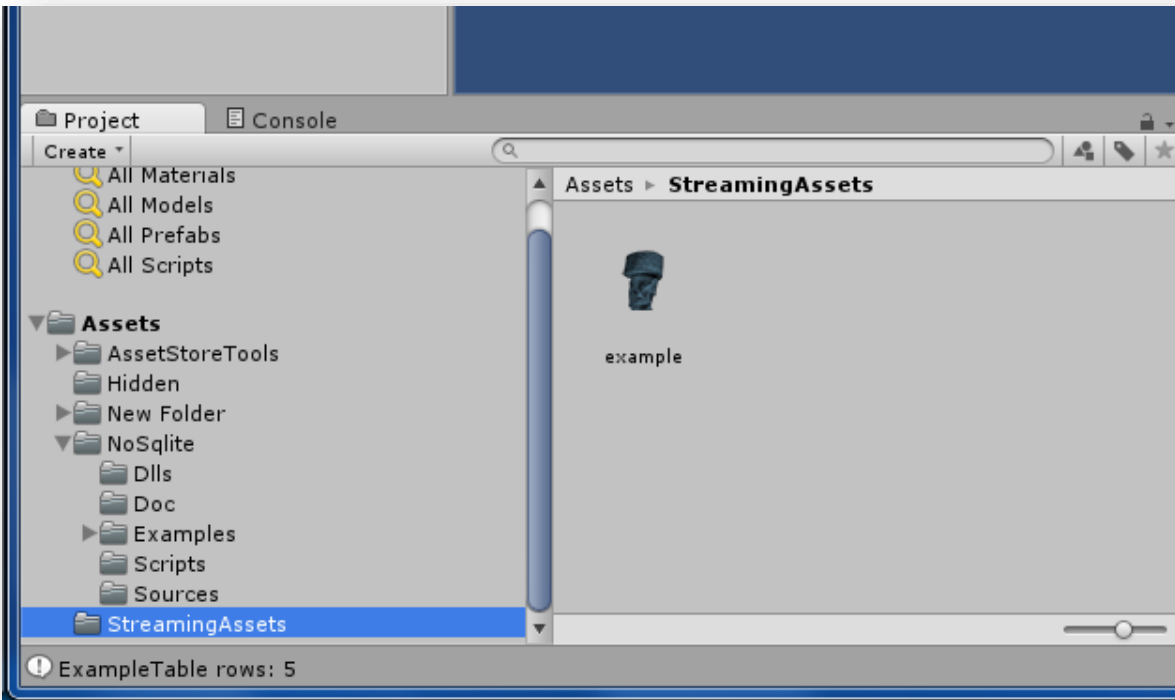 Project
Console
Create
All Materials
All Models
All Prefabs
All Scripts
Assets
AssetStoreTools
Hidden
New Folder
NoSqlite
Dlls
Doc
Examples
Scripts
Sources
StreamingAssets
Assets StreamingAssets
example
ExampleTable rows: 5